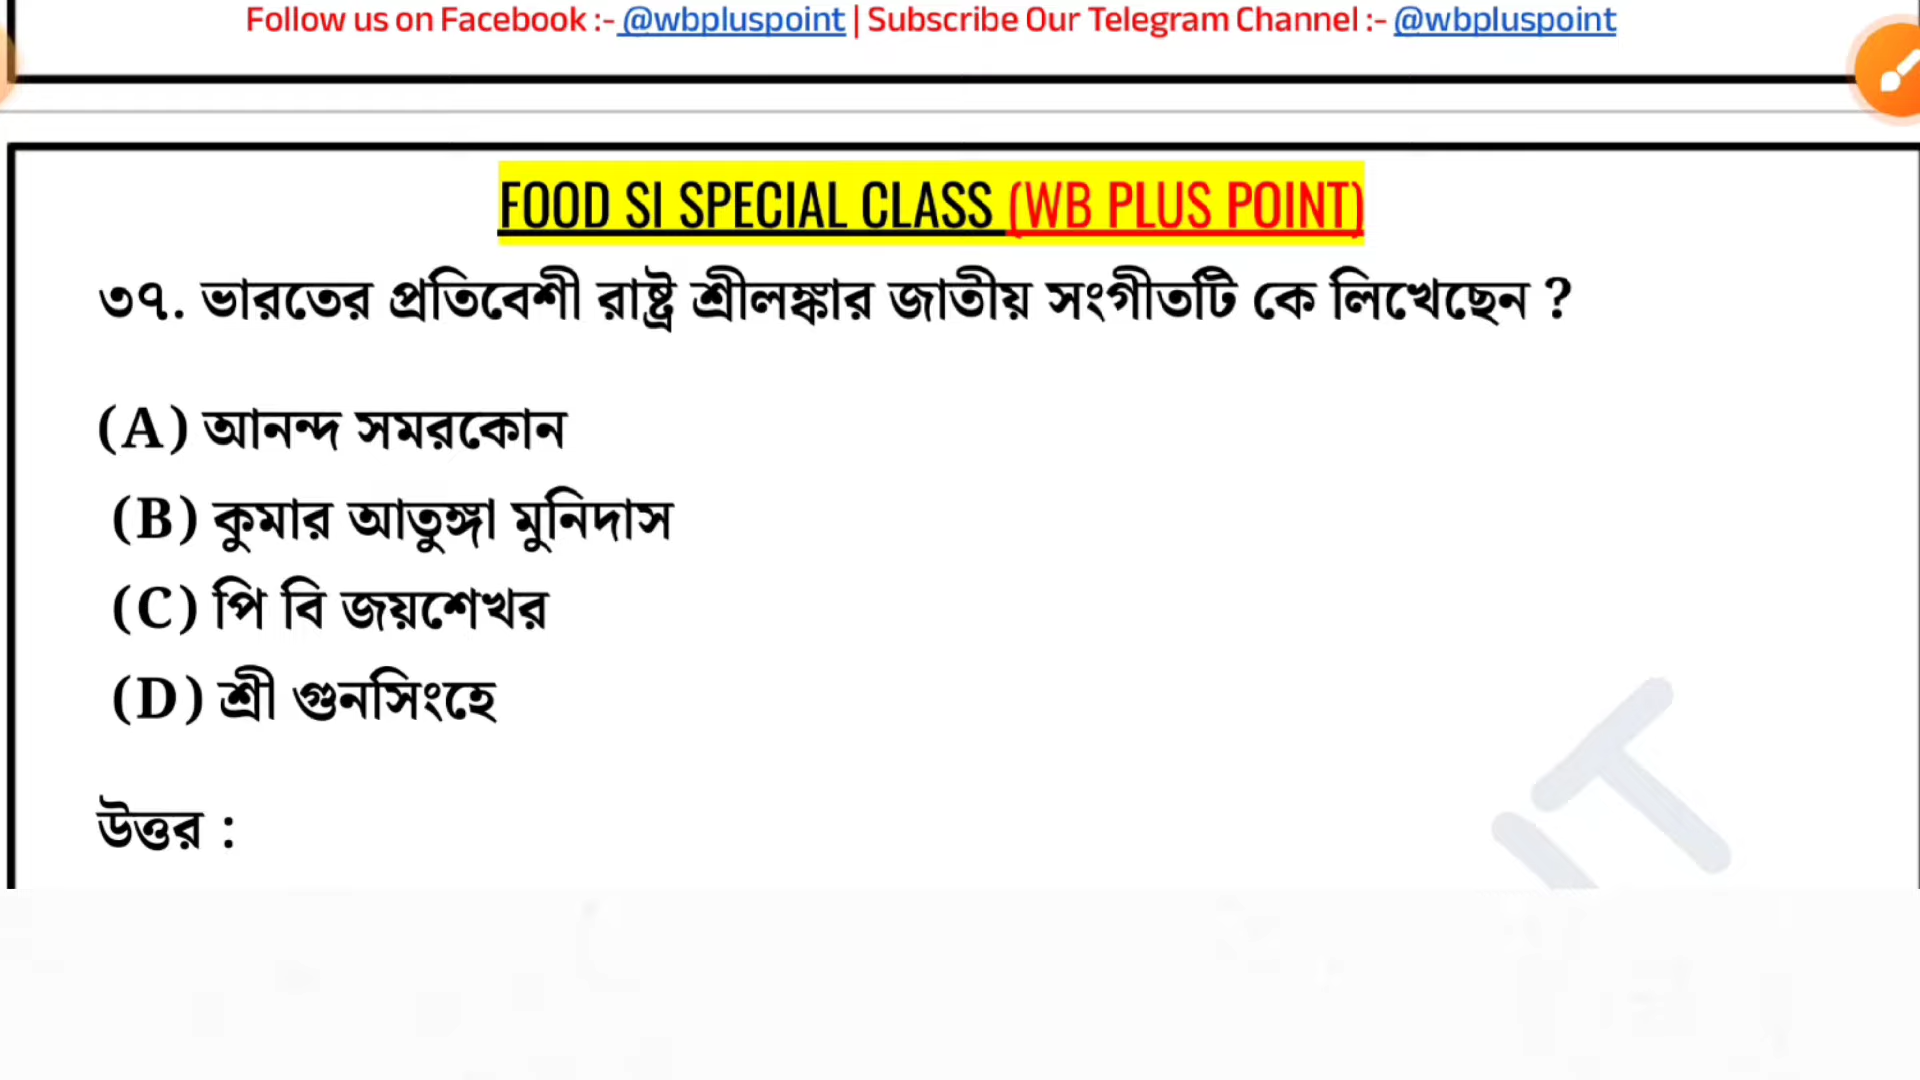 Follow us on Facebook :- @wbpluspoint | Subscribe Our Telegram Channel :- @wbpluspoint
FOOD SI SPECIAL CLASS (WB PLUS POINT)
৩৭. ভারতের প্রতিবেশী রাষ্ট্র শ্রীলঙ্কার জাতীয় সংগীতটি কে লিখেছেন ?
(A) আনন্দ সমরকোন
(B) কুমার আতুঙ্গা মুনিদাস
(C) পি বি জয়শেখর
(D) শ্রী গুনসিংহে
উত্তর :